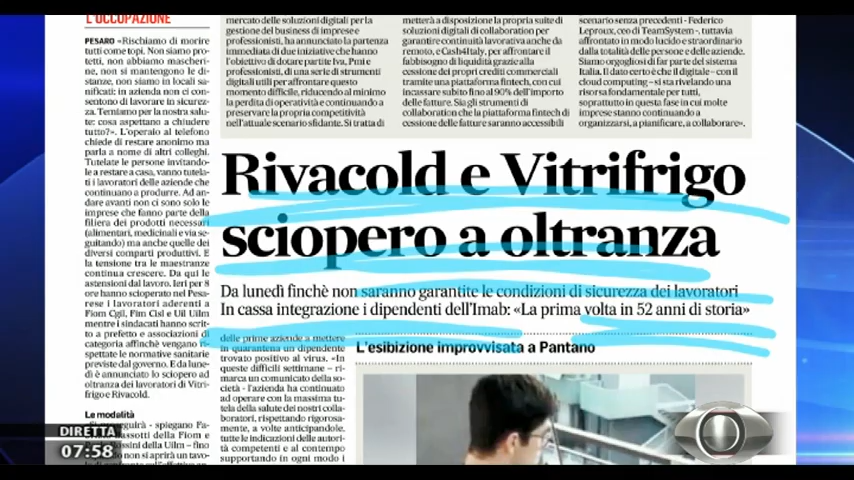 L'OCCUPAZIONE
PESARO «Rischiamo di morire
tutti come topi. Non siamo pro-
tetti, non abbiamo mascheri-
ne, non si mantengono le di-
stanze, non siamo in locali sa-
nificati: in azienda non ci con-
sentono di lavorare in sicurez-
za. Temiamo per la nostra salu-
te: cosa aspettano a chiudere
tutto?». L'operaio al telefono
chiede di restare anonimo ma
parla a nome di altri colleghi.
Tutelate le persone invitando-
le a restare a casa, vanno tutela-
ti i lavoratori delle aziende che
continuano a produrre. Ad an-
dare avanti non ci sono solo le
imprese che fanno parte della
filiera dei prodotti necessari
(alimentari, medicinali e via se-
guitando) ma anche quelle dei
diversi comparti produttivi. E
la tensione tra le maestranze
continua crescere. Da qui le
astensioni dal lavoro. Ieri per 8
ore hanno scioperato nel Pesa-
rese i lavoratori aderenti a
Fiom Cgil, Fim Cisl e Uil Uilm
mentre i sindacati hanno scrit-
to a prefetto e associazioni di
categoria affinchè vengano ri-
spettate le normative sanitarie
previste dal governo. E da lune-
dì è annunciato lo sciopero ad
oltranza dei lavoratori di Vitri-
frigo e Rivacold.
Le modalità
mercato delle soluzioni digitali per la
gestione del business di imprese e
professionisti, ha annunciato la partenza
immediata di due iniziative che hanno
l'obiettivo di dotare partite Iva, Pmi e
professionisti, di una serie di strumenti
digitali utili per affrontare questo
momento difficile, riducendo al minimo
la perdita di operatività e continuando a
preservare la propria competitività
nell'attuale scenario sfidante. Si tratta di
metterà a disposizione la propria suite di
soluzioni digitali di collaboration per
garantire continuità lavorativa anche da
remoto, e Cash4Italy, per affrontare il
fabbisogno di liquidità grazie alla
cessione dei propri crediti commerciali
tramite una piattaforma fintech, con cui
incassare subito fino al 90% dell'importo
delle fatture. Sia gli strumenti di
collaboration che la piattaforma fintech di
cessione delle fatture saranno accessibili
scenario senza precedenti - Federico
Leproux, ceo di TeamSystem -, tuttavia
affrontato in modo lucido e straordinario
dalla totalità delle persone e delle aziende.
Siamo orgogliosi di far parte del sistema
Italia. Il dato certo è che il digitale – con il
cloud computing – si sta rivelando una
risorsa fondamentale per tutti,
soprattutto in questa fase in cui molte
imprese stanno continuando a
organizzarsi, a pianificare, a collaborare».
Rivacold e Vitrifrigo
sciopero a oltranza
Da lunedì finchè non saranno garantite le condizioni di sicurezza dei lavoratori
In cassa integrazione i dipendenti dell'Imab: «La prima volta in 52 anni di storia»
delle prime aziende a mettere
in quarantena un dipendente
trovato positivo al virus. «In
queste difficili settimane – ri-
marca un comunicato della so-
cietà - l'azienda ha continuato
ad operare con la massima tu-
tela della salute dei nostri colla-
boratori, rispettando rigorosa-
mente, a volte anticipandole,
tutte le indicazioni delle autori-
tà competenti e al contempo
supportando in ogni modo i
L'esibizione improvvisata a Pantano
DIRETTA
07:58